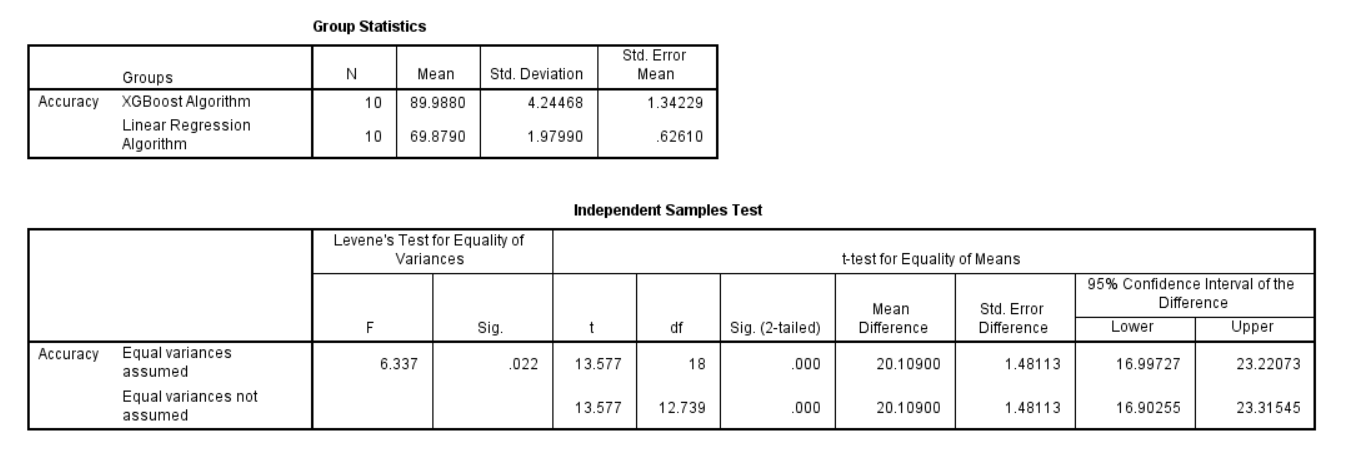 Group Statistics
Std. Error
Groups N Mean Std. Deviation Mean
Accuracy XGBoost Algorithm 10 89.9880 4.24468 1.34229
Linear Regression
Algorithm 10 69.8790 1.97990 .62610
Independent Samples Test
Levene's Test for Equality of
Variances t-test for Equality of Means
95% Confidence Interval of the
Difference
Mean Std. Error
F Sig. t df Sig. (2-tailed) Difference Difference Lower Upper
Accuracy Equal variances
assumed 6.337 .022 13.577 18 .000 20.10900 1.48113 16.99727 23.22073
Equal variances not
assumed 13.577 12.739 .000 20.10900 1.48113 16.90255 23.31545